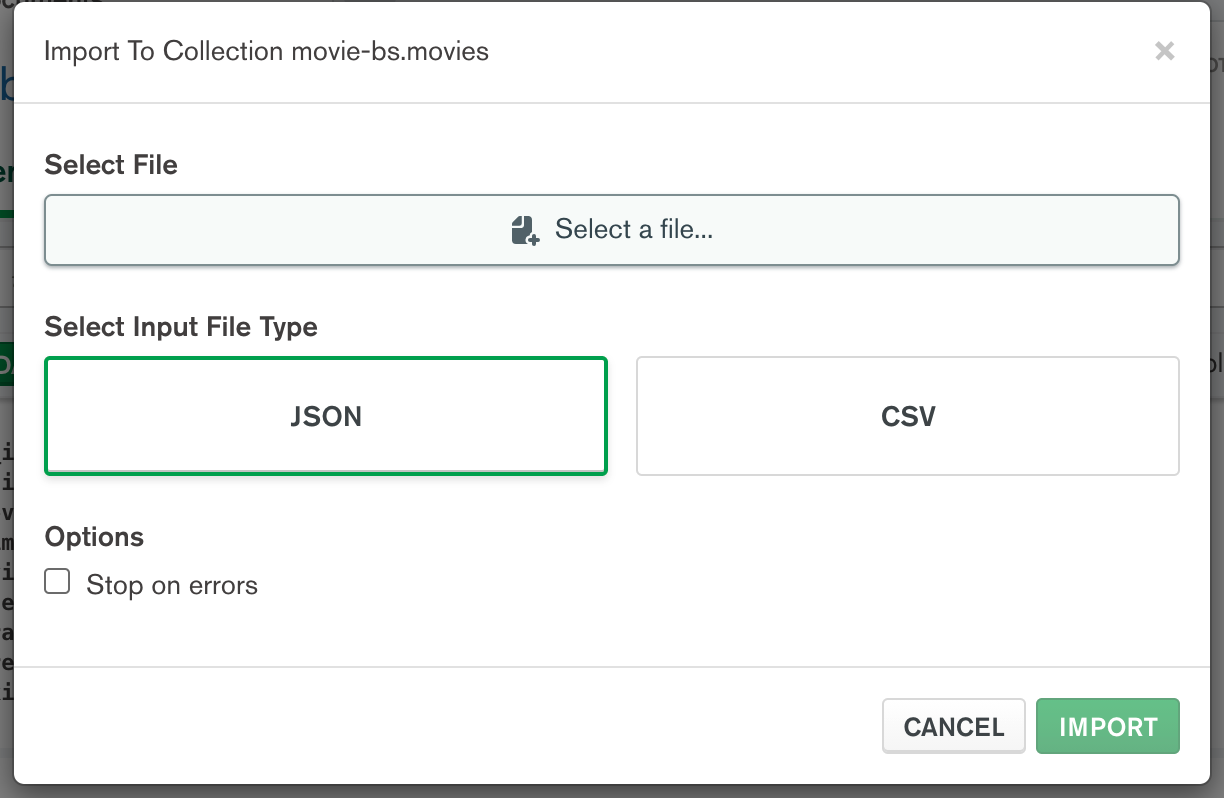 Import To Collection movie-bs.movies
×
Select File
Select a file...
Select Input File Type
JSON
CSV
Options
Stop on errors
CANCEL
IMPORT